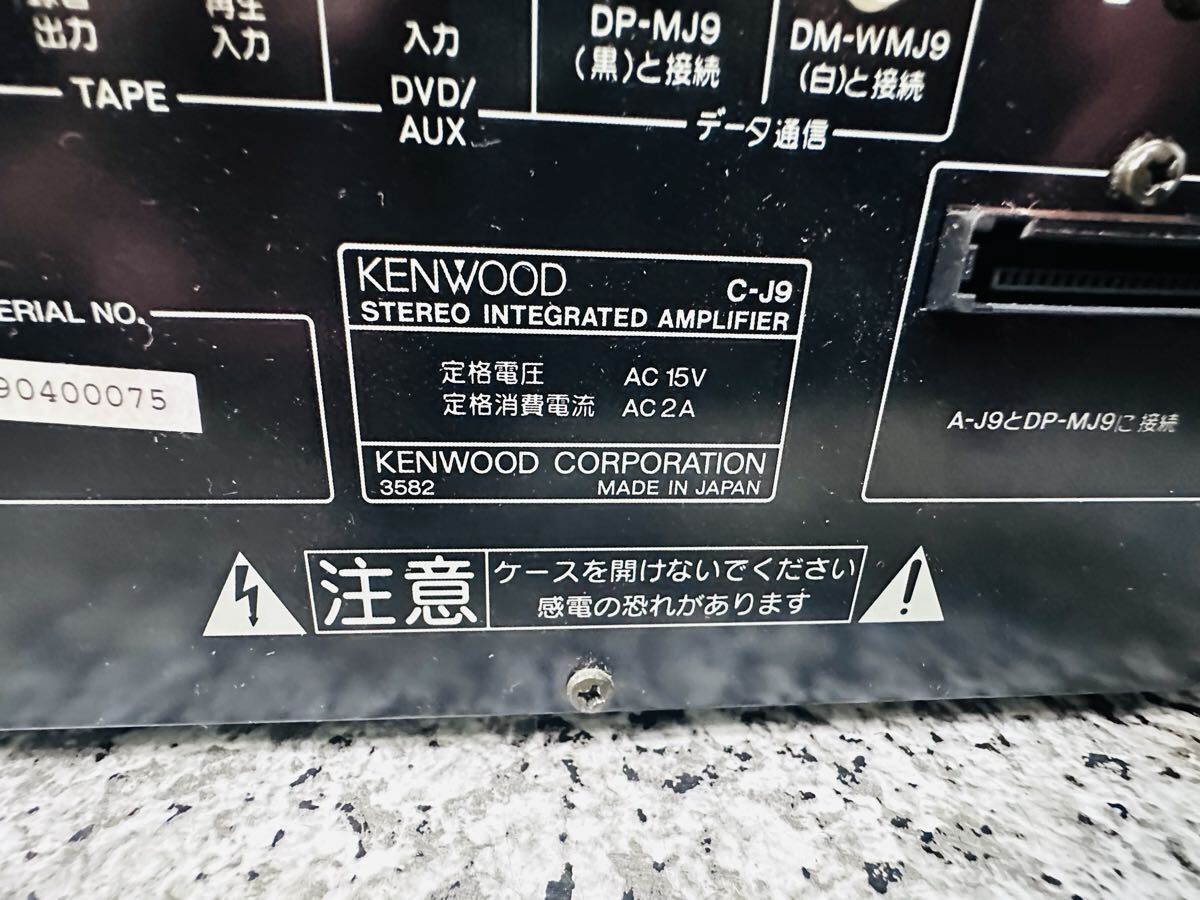 出力
再生
入力
TAPE
入力
DVD/
AUX
DP-MJ9
(黒)と接続
DM-WMJ9
(白)と接続
データ通信
ERIAL NO.
90400075
KENWOOD
C-J9
STEREO INTEGRATED AMPLIFIER
定格電圧 AC 15V
定格消費電流 AC 2A
KENWOOD CORPORATION
3582 MADE IN JAPAN
A-J9とDP-MJ9に接続
注意
ケースを開けないでください
感電の恐れがあります